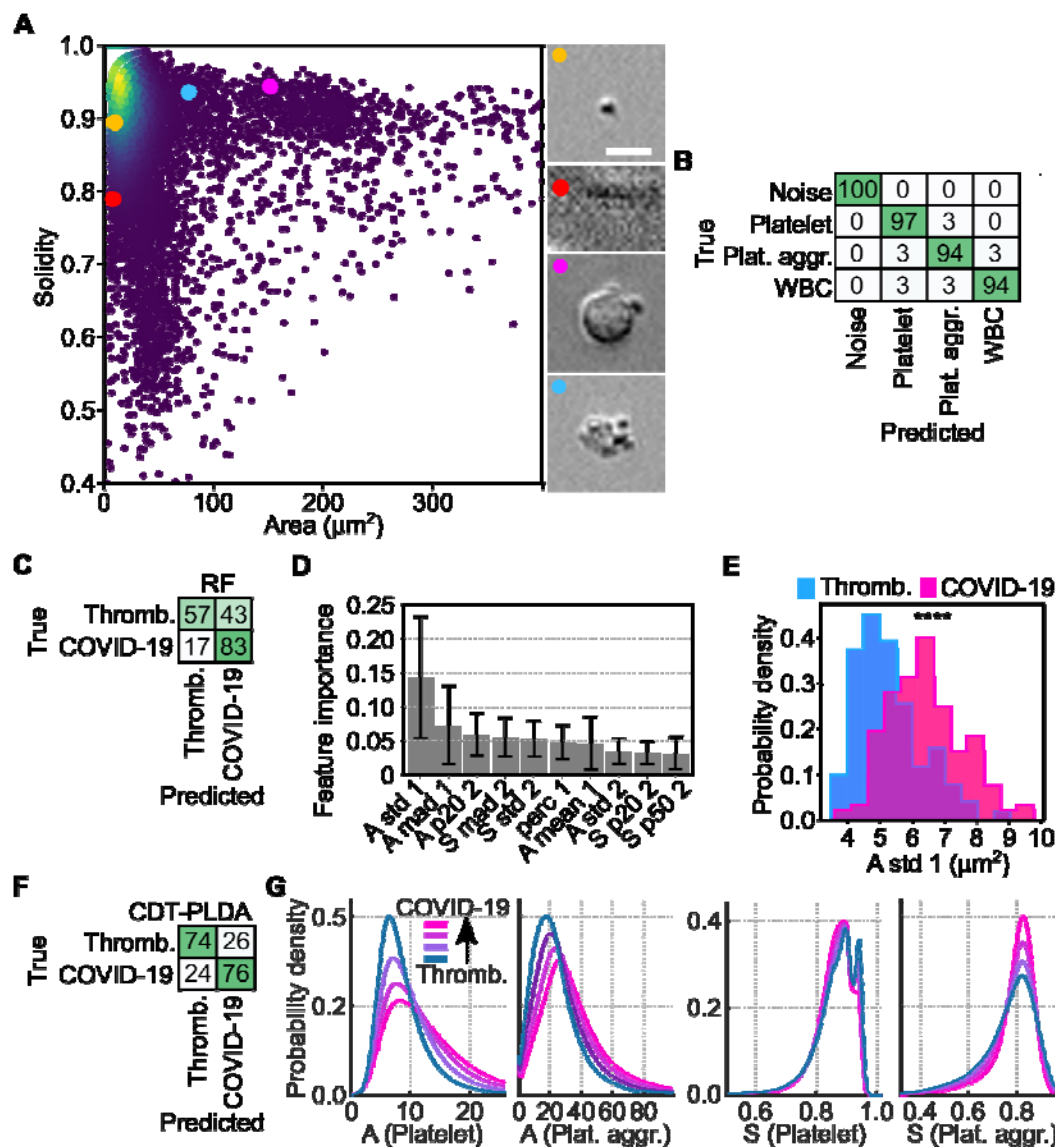 A
1.0
0.9
0.8
0.7
0.6
0.5
0.4
Solidity
0
100
200
300
Area (µm²)
B
True
Noise 100 0 0 0
Platelet 0 97 3 0
Plat. aggr. 0 3 94 3
WBC 0 3 3 94
Noise
Platelet
Plat. aggr.
WBC
Predicted
C
RF
True
Thromb. 57 43
COVID-19 17 83
Thromb.
COVID-19
Predicted
D
Feature importance
0.25
0.20
0.15
0.10
0.05
0
A std 1
A mad 1
A p20 2
S mad 2
S std 2
perc 1
A mean 1
A std 2
S p20 2
S p50 2
E
Thromb. COVID-19
****
Probability density
0.4
0.3
0.2
0.1
0.0
4 5 6 7 8 9 10
A std 1 (µm²)
F
CDT-PLDA
True
Thromb. 74 26
COVID-19 24 76
Thromb.
COVID-19
Predicted
G
COVID-19
Thromb.
Probability density
0.5
0.2
0.0
0 10 20
A (Platelet)
0 20 40 60 80
A (Plat. aggr.)
0.4
0.2
0.0
0.6 0.8 1.0
S (Platelet)
0.4 0.6 0.8
S (Plat. aggr.)